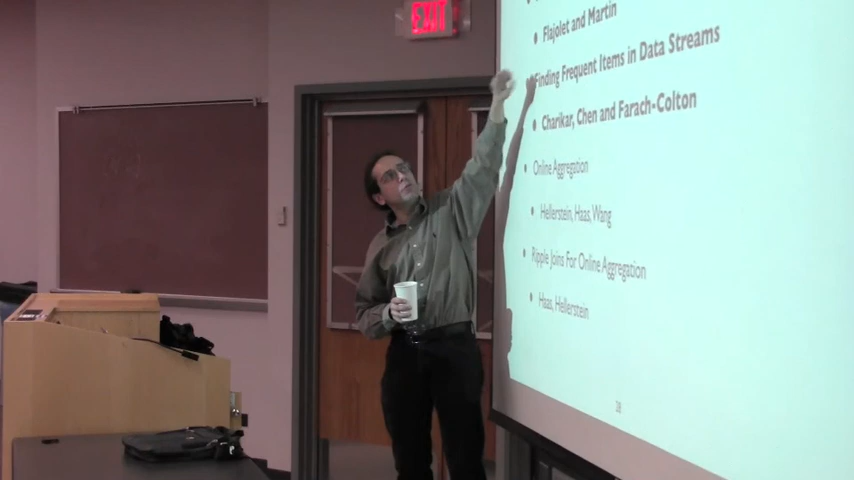 EXIT
Flajolet and Martin
Finding Frequent Items in Data Streams
Charikar, Chen and Farach-Colton
Online Aggregation
Hellerstein, Haas, Wang
Ripple Joins For Online Aggregation
Haas, Hellerstein